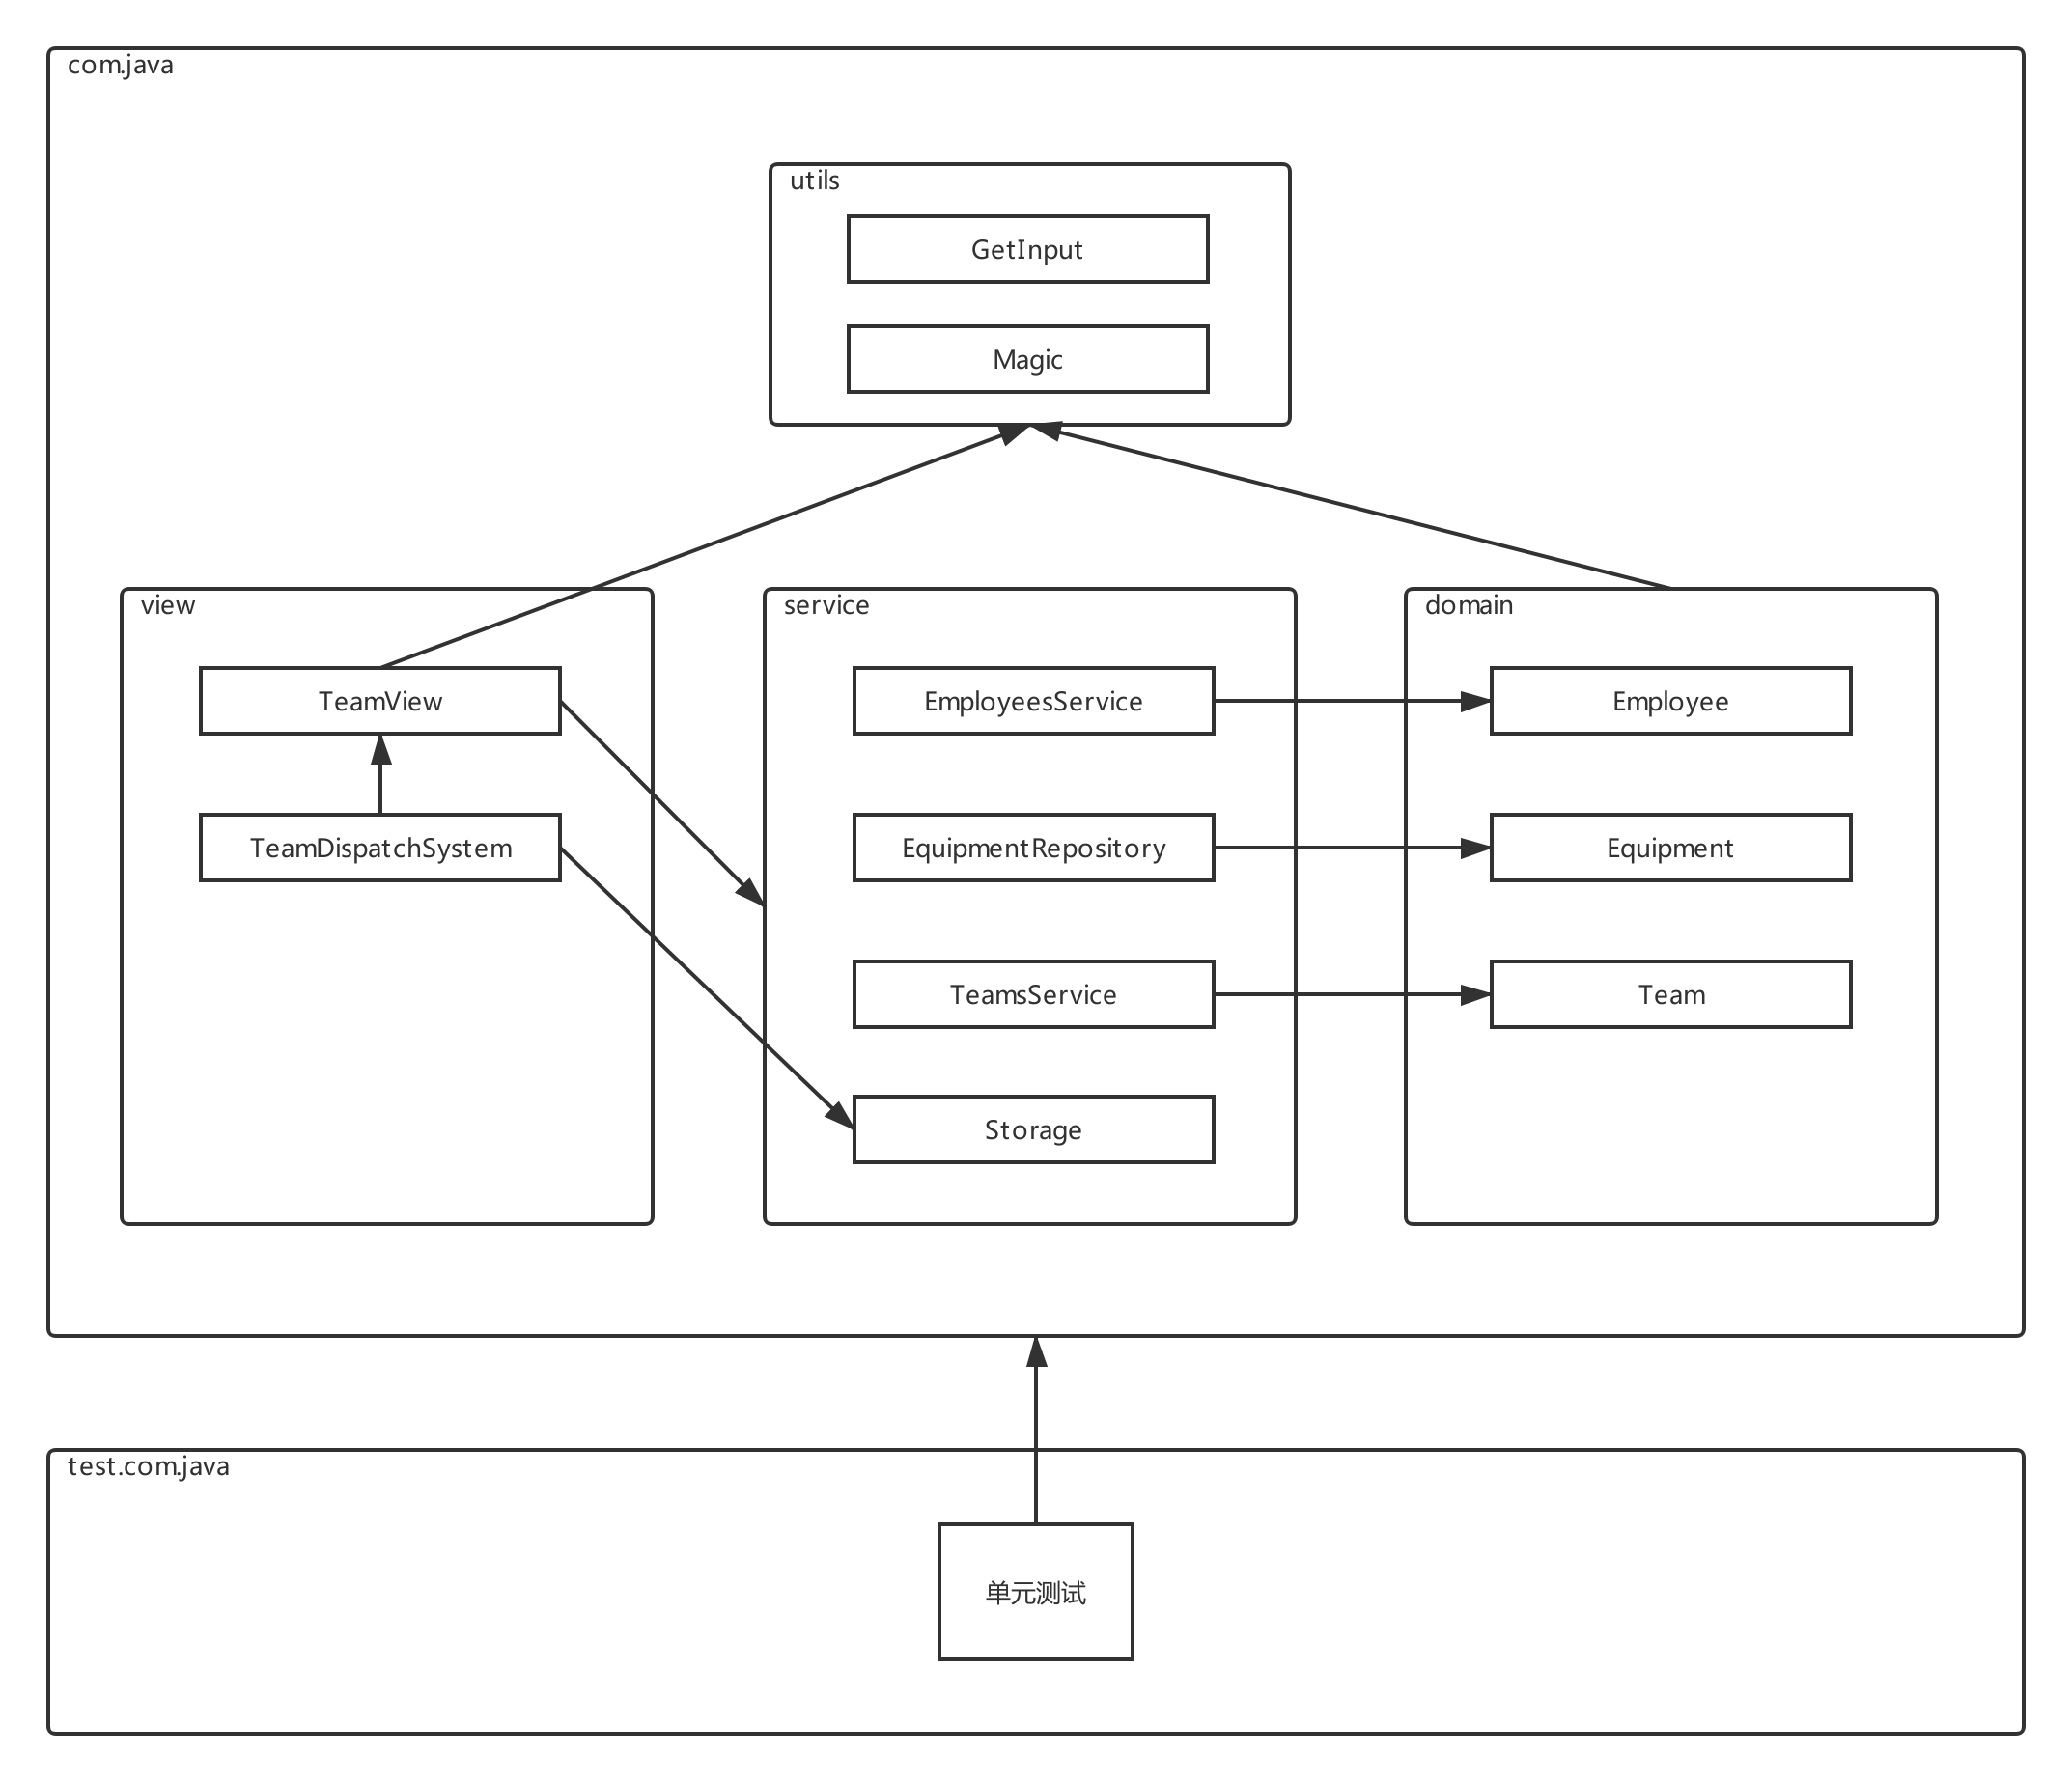 com.java
utils
GetInput
Magic
view
TeamView
TeamDispatchSystem
service
EmployeesService
EquipmentRepository
TeamsService
Storage
domain
Employee
Equipment
Team
test.com.java
单元测试